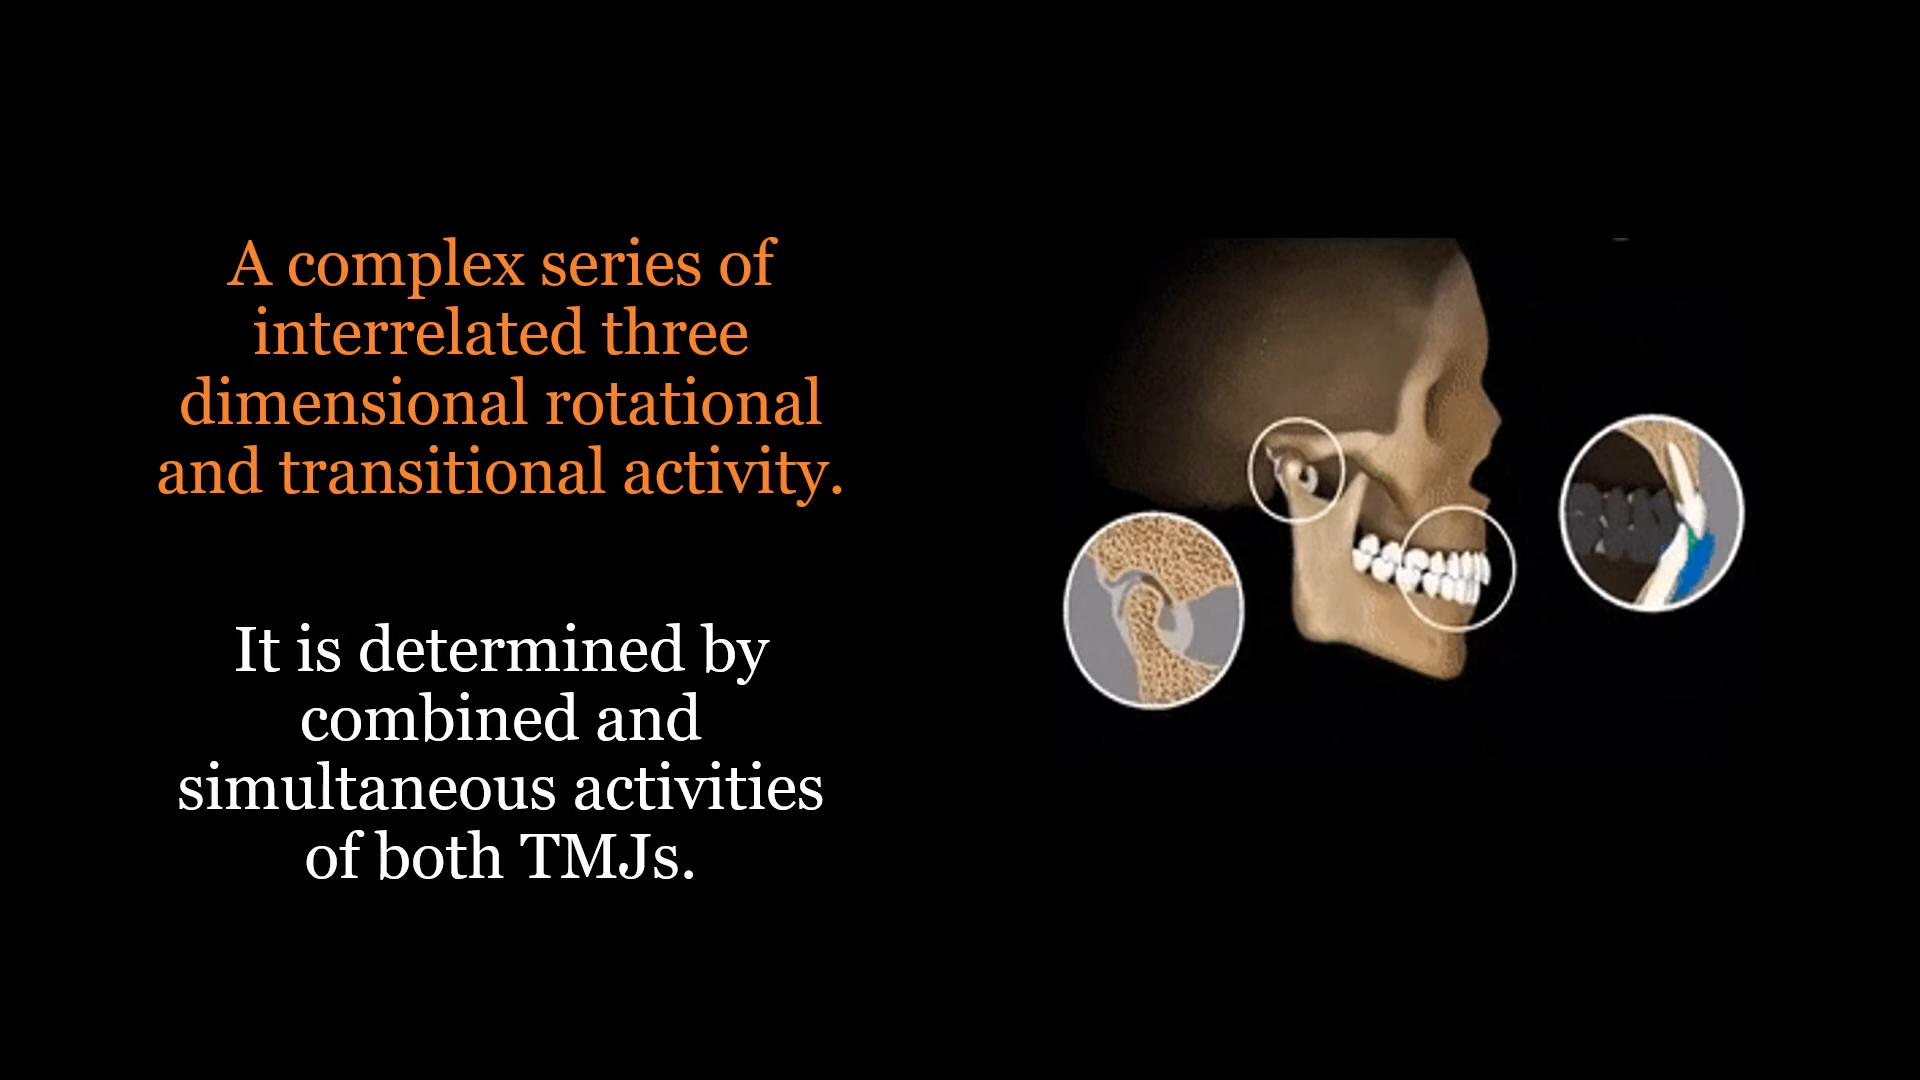 A complex series of
interrelated three
dimensional rotational
and transitional activity.
It is determined by
combined and
simultaneous activities
of both TMJs.